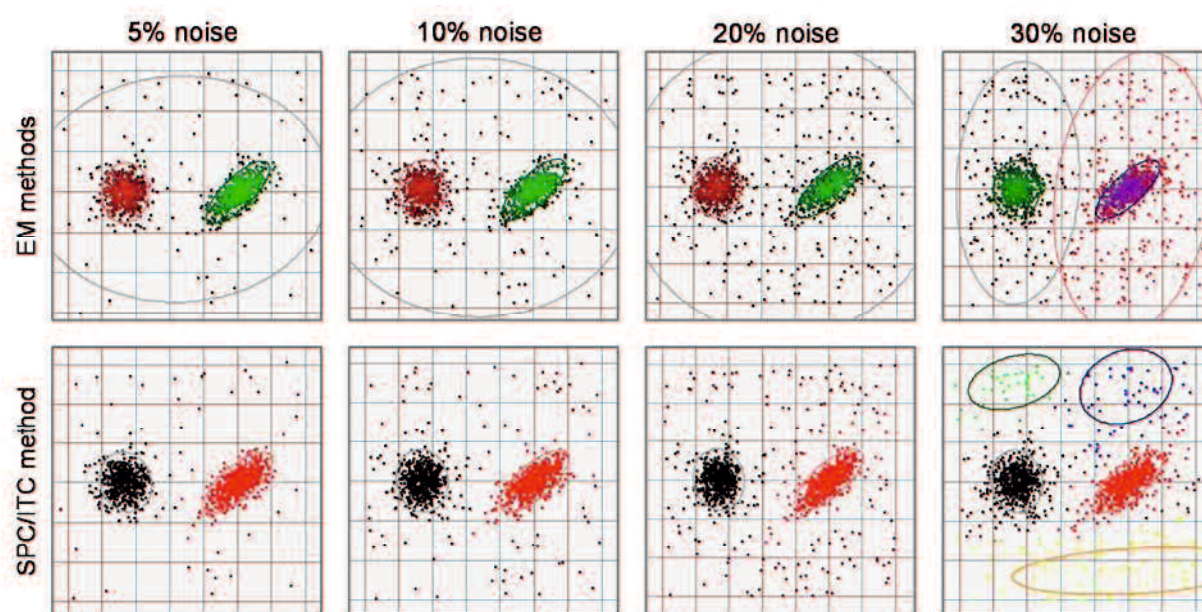 5% noise
10% noise
20% noise
30% noise
EM methods
SPC/ITC method